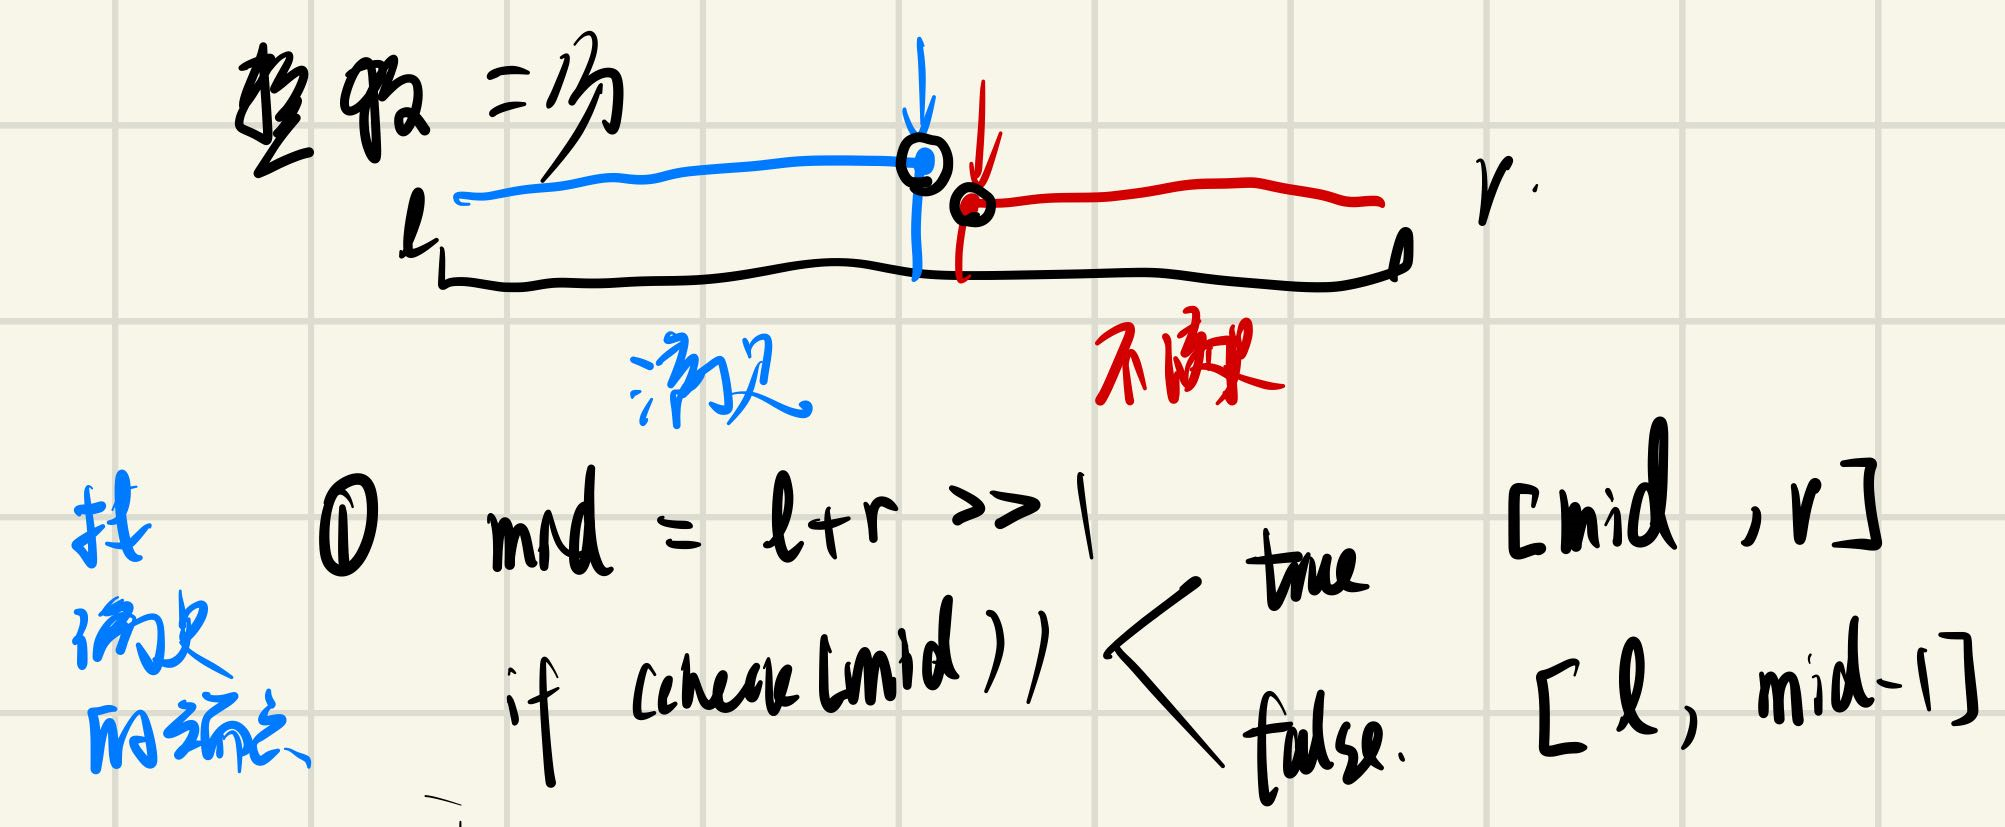 整数二分
l
r.
满足
不满足
找
满足
的端点
① mid = l+r >> 1
if (check(mid))
true [mid , r]
false. [l, mid-1]